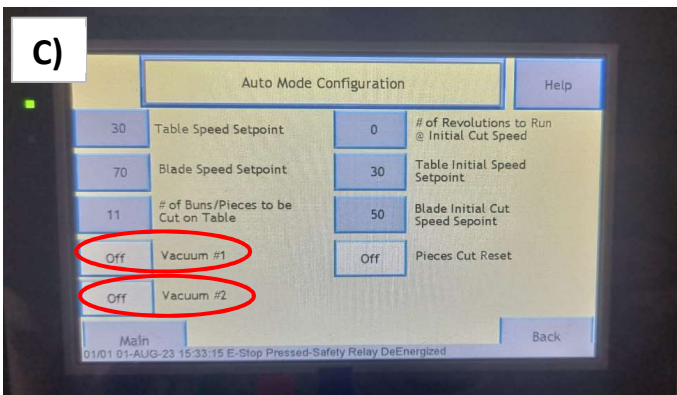 C)
Auto Mode Configuration
Help
30 Table Speed Setpoint
0 # of Revolutions to Run
@ Initial Cut Speed
70 Blade Speed Setpoint
30 Table Initial Speed
Setpoint
11 # of Buns/Pieces to be
Cut on Table
50 Blade Initial Cut
Speed Sepoint
Off Vacuum #1
Off Pieces Cut Reset
Off Vacuum #2
Main
Back
01/01 01-AUG-23 15:33:15 E-Stop Pressed-Safety Relay DeEnergized